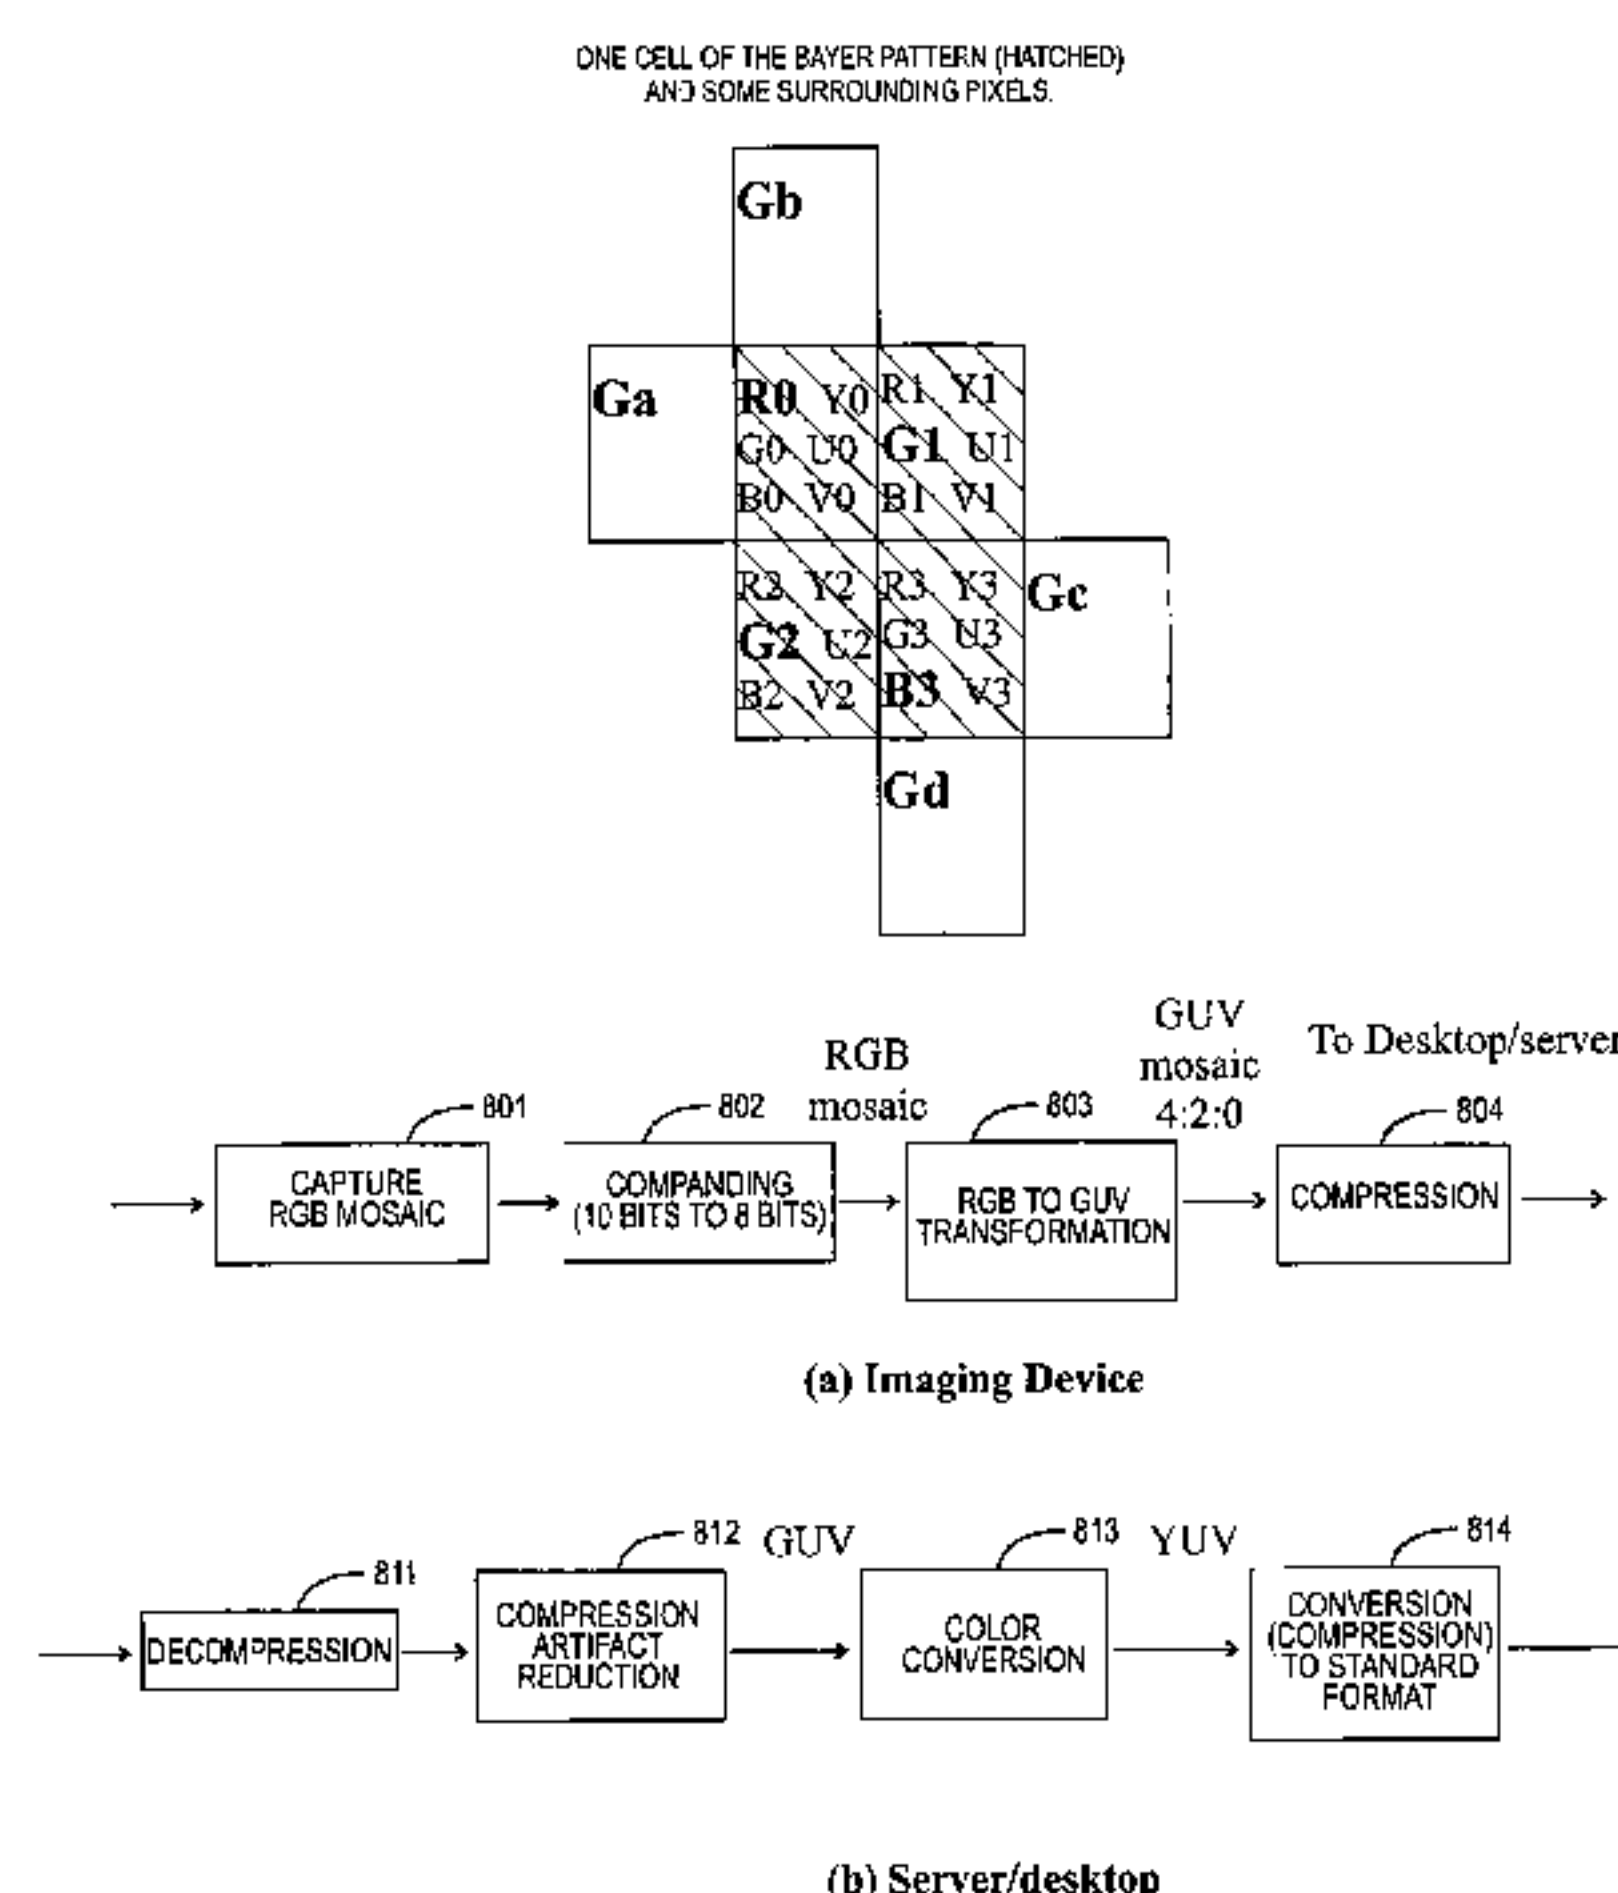 ONE CELL OF THE BAYER PATTERN (HATCHED)
AND SOME SURROUNDING PIXELS.
Gb
Ga
R0 Y0
G0 U0
B0 V0
R1 Y1
G1 U1
B1 V1
R2 Y2
G2 U2
B2 V2
R3 Y3
G3 U3
B3 V3
Gc
Gd
801
CAPTURE
RGB MOSAIC
802
COMPANDING
(10 BITS TO 8 BITS)
RGB
mosaic
803
RGB TO GUV
TRANSFORMATION
GUV
mosaic
4:2:0
To Desktop/server
804
COMPRESSION
(a) Imaging Device
811
DECOMPRESSION
812
COMPRESSION
ARTIFACT
REDUCTION
GUV
813
COLOR
CONVERSION
YUV
814
CONVERSION
(COMPRESSION)
TO STANDARD
FORMAT
(b) Server/desktop